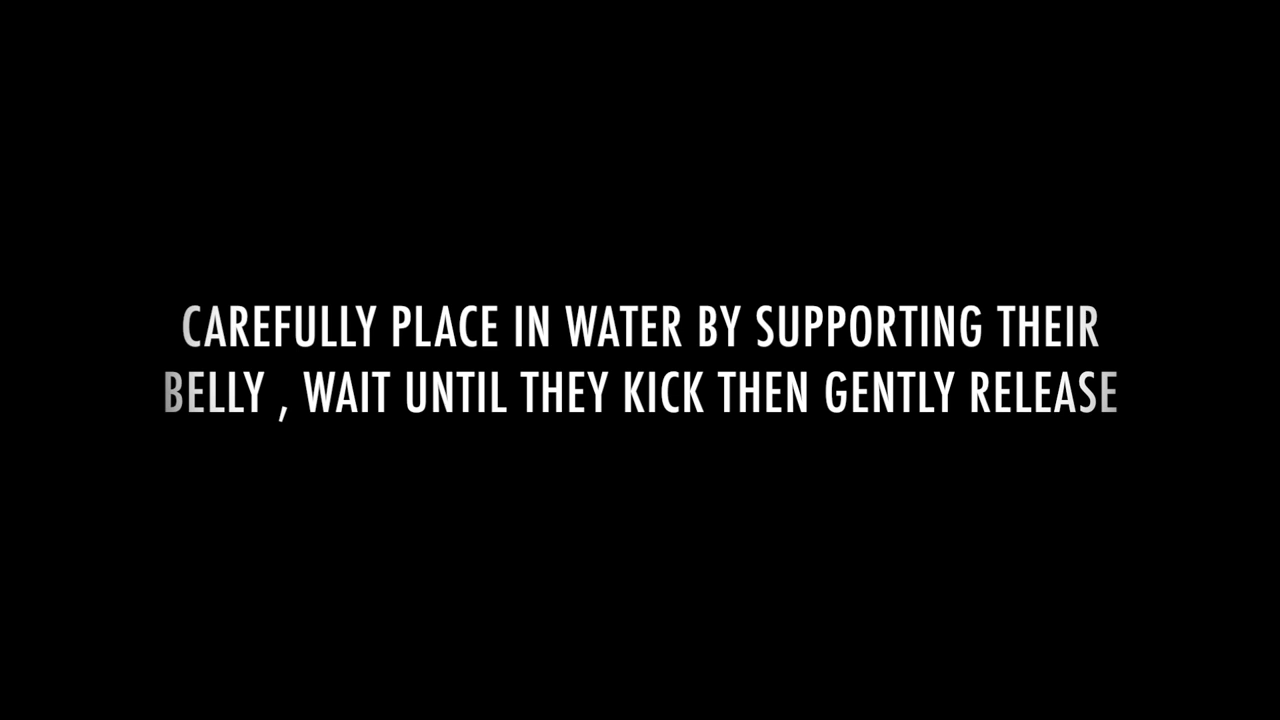 CAREFULLY PLACE IN WATER BY SUPPORTING THEIR
BELLY , WAIT UNTIL THEY KICK THEN GENTLY RELEASE